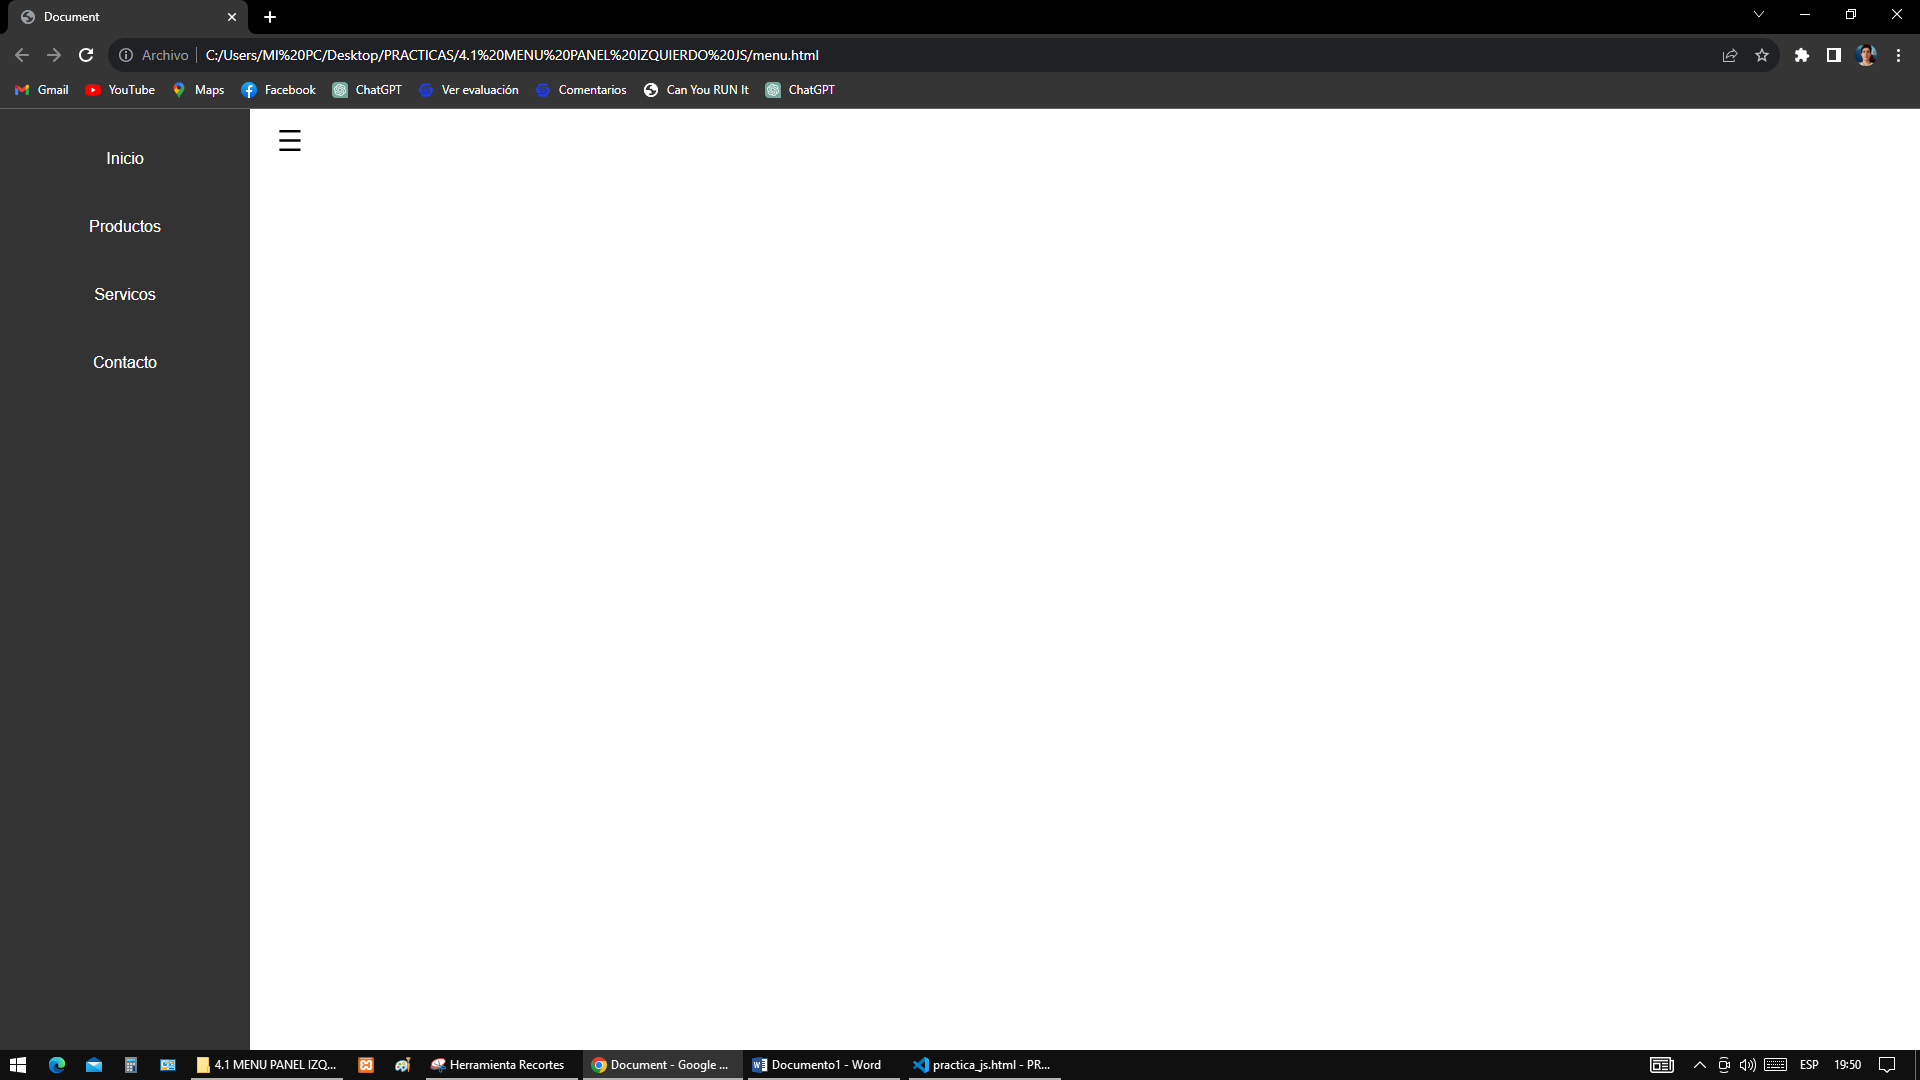 Document
Archivo C:/Users/MI%20PC/Desktop/PRACTICAS/4.1%20MENU%20PANEL%20IZQUIERDO%20JS/menu.html
Gmail YouTube Maps Facebook ChatGPT Ver evaluación Comentarios Can You RUN It ChatGPT
Inicio
Productos
Servicos
Contacto
4.1 MENU PANEL IZQ... Herramienta Recortes Document - Google ... Documento1 - Word practica_js.html - PR... ESP 19:50